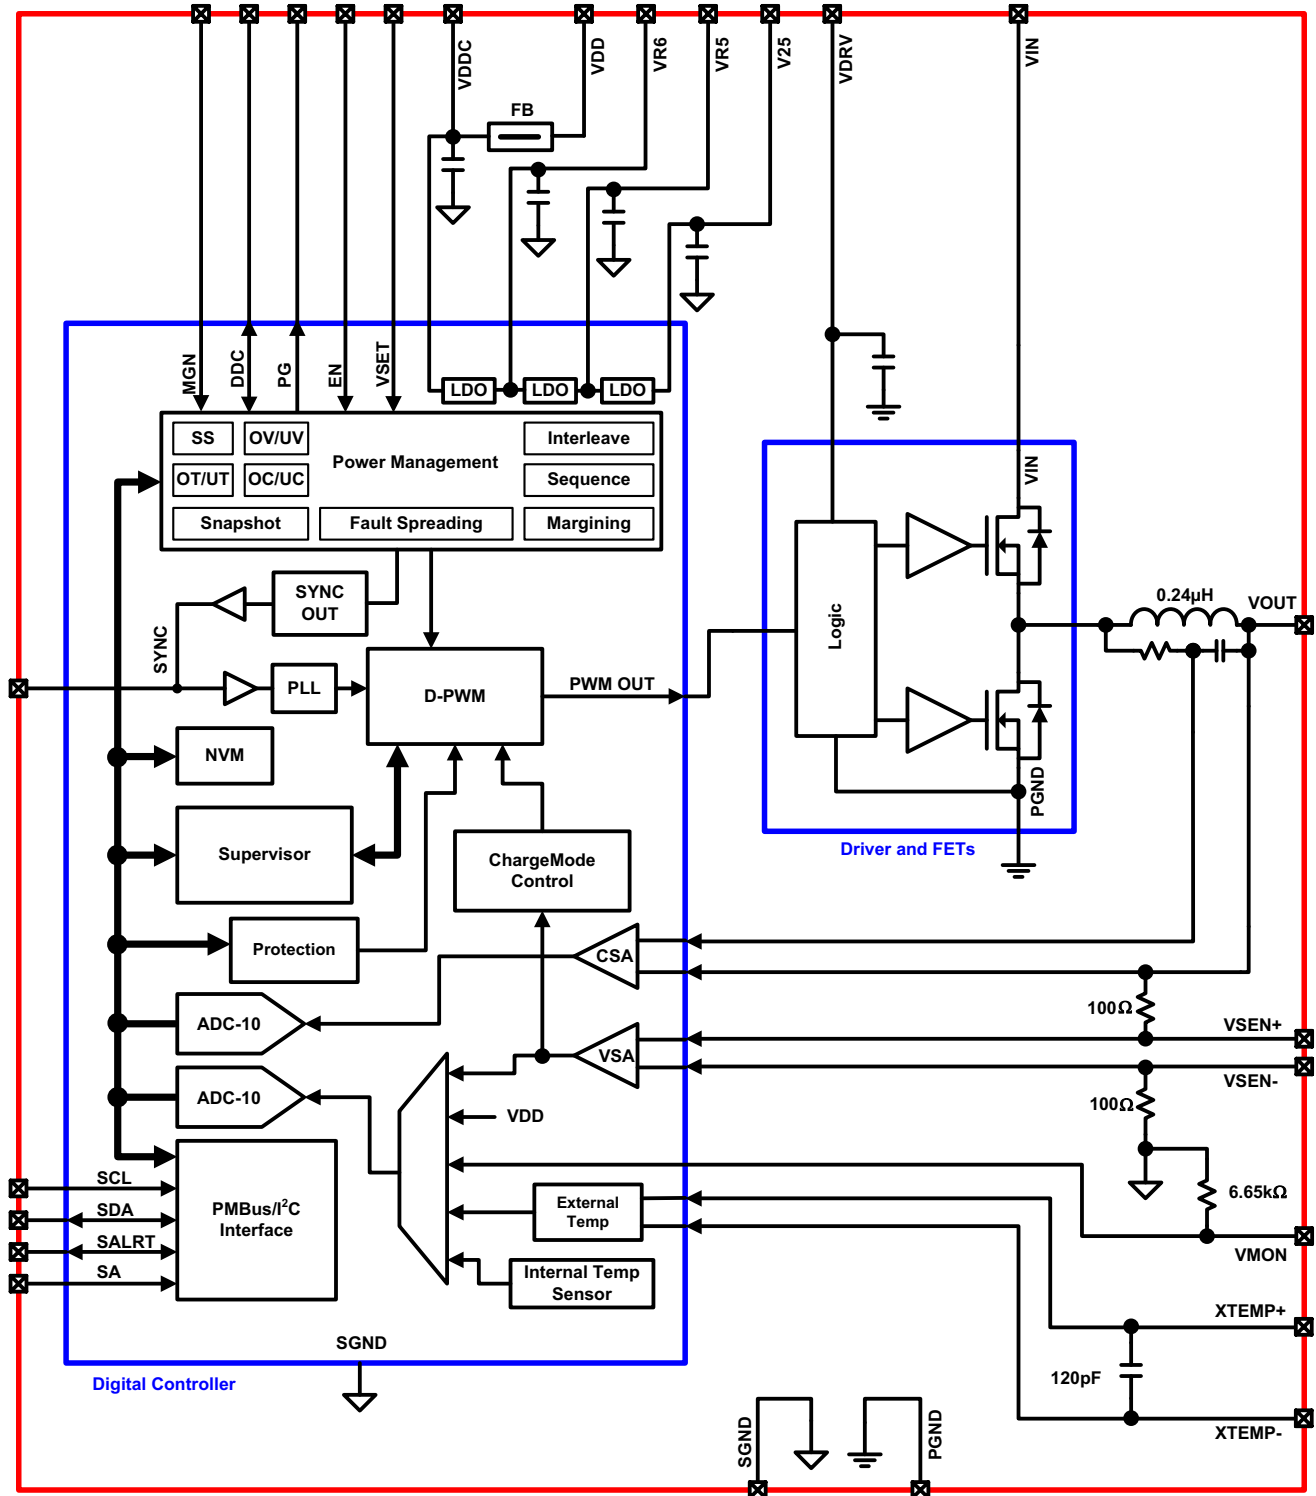 VDDC
VDD
VR6
VR5
V25
VDRV
VIN
FB
MGN
DDC
PG
EN
VSET
LDO
LDO
LDO
SS
OV/UV
Interleave
Power Management
OT/UT
OC/UC
Sequence
Snapshot
Fault Spreading
Margining
VIN
SYNC
OUT
SYNC
Logic
0.24µH
VOUT
PLL
D-PWM
PWM OUT
NVM
PGND
Supervisor
ChargeMode
Control
Driver and FETs
Protection
CSA
ADC-10
100Ω
VSEN+
VSA
VSEN-
ADC-10
VDD
100Ω
SCL
SDA
SALRT
SA
PMBus/I²C
Interface
External
Temp
6.65kΩ
VMON
Internal Temp
Sensor
XTEMP+
SGND
120pF
Digital Controller
XTEMP-
SGND
PGND